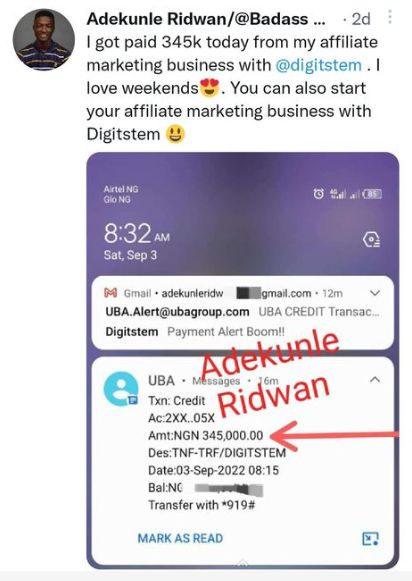 Adekunle Ridwan/@Badass ... · 2d
I got paid 345k today from my affiliate
marketing business with @digitstem . I
love weekends😍. You can also start
your affiliate marketing business with
Digitstem 😃
Airtel NG
Glo NG
4G
85
8:32 AM
Sat, Sep 3
Gmail • adekunleridw gmail.com • 12m
UBA.Alert@ubagroup.com UBA CREDIT Transac...
Digitstem Payment Alert Boom!!
Adekunle
Ridwan
UBA • Messages • 16m
Txn: Credit
Ac:2XX..05X
Amt:NGN 345,000.00
Des:TNF-TRF/DIGITSTEM
Date:03-Sep-2022 08:15
Bal:NG
Transfer with *919#
MARK AS READ